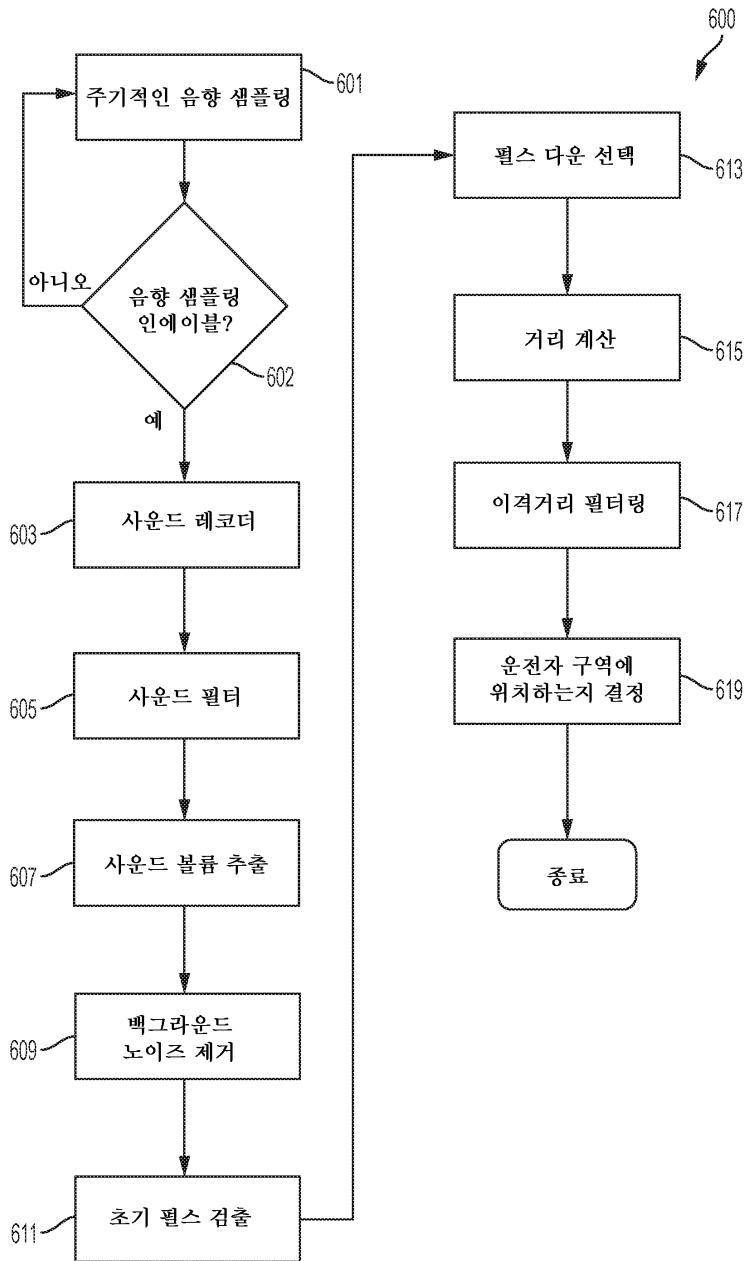 600
주기적인 음향 샘플링
601
아니오
음향 샘플링
인에이블?
602
예
사운드 레코더
603
사운드 필터
605
사운드 볼륨 추출
607
백그라운드
노이즈 제거
609
초기 펄스 검출
611
펄스 다운 선택
613
거리 계산
615
이격거리 필터링
617
운전자 구역에
위치하는지 결정
619
종료